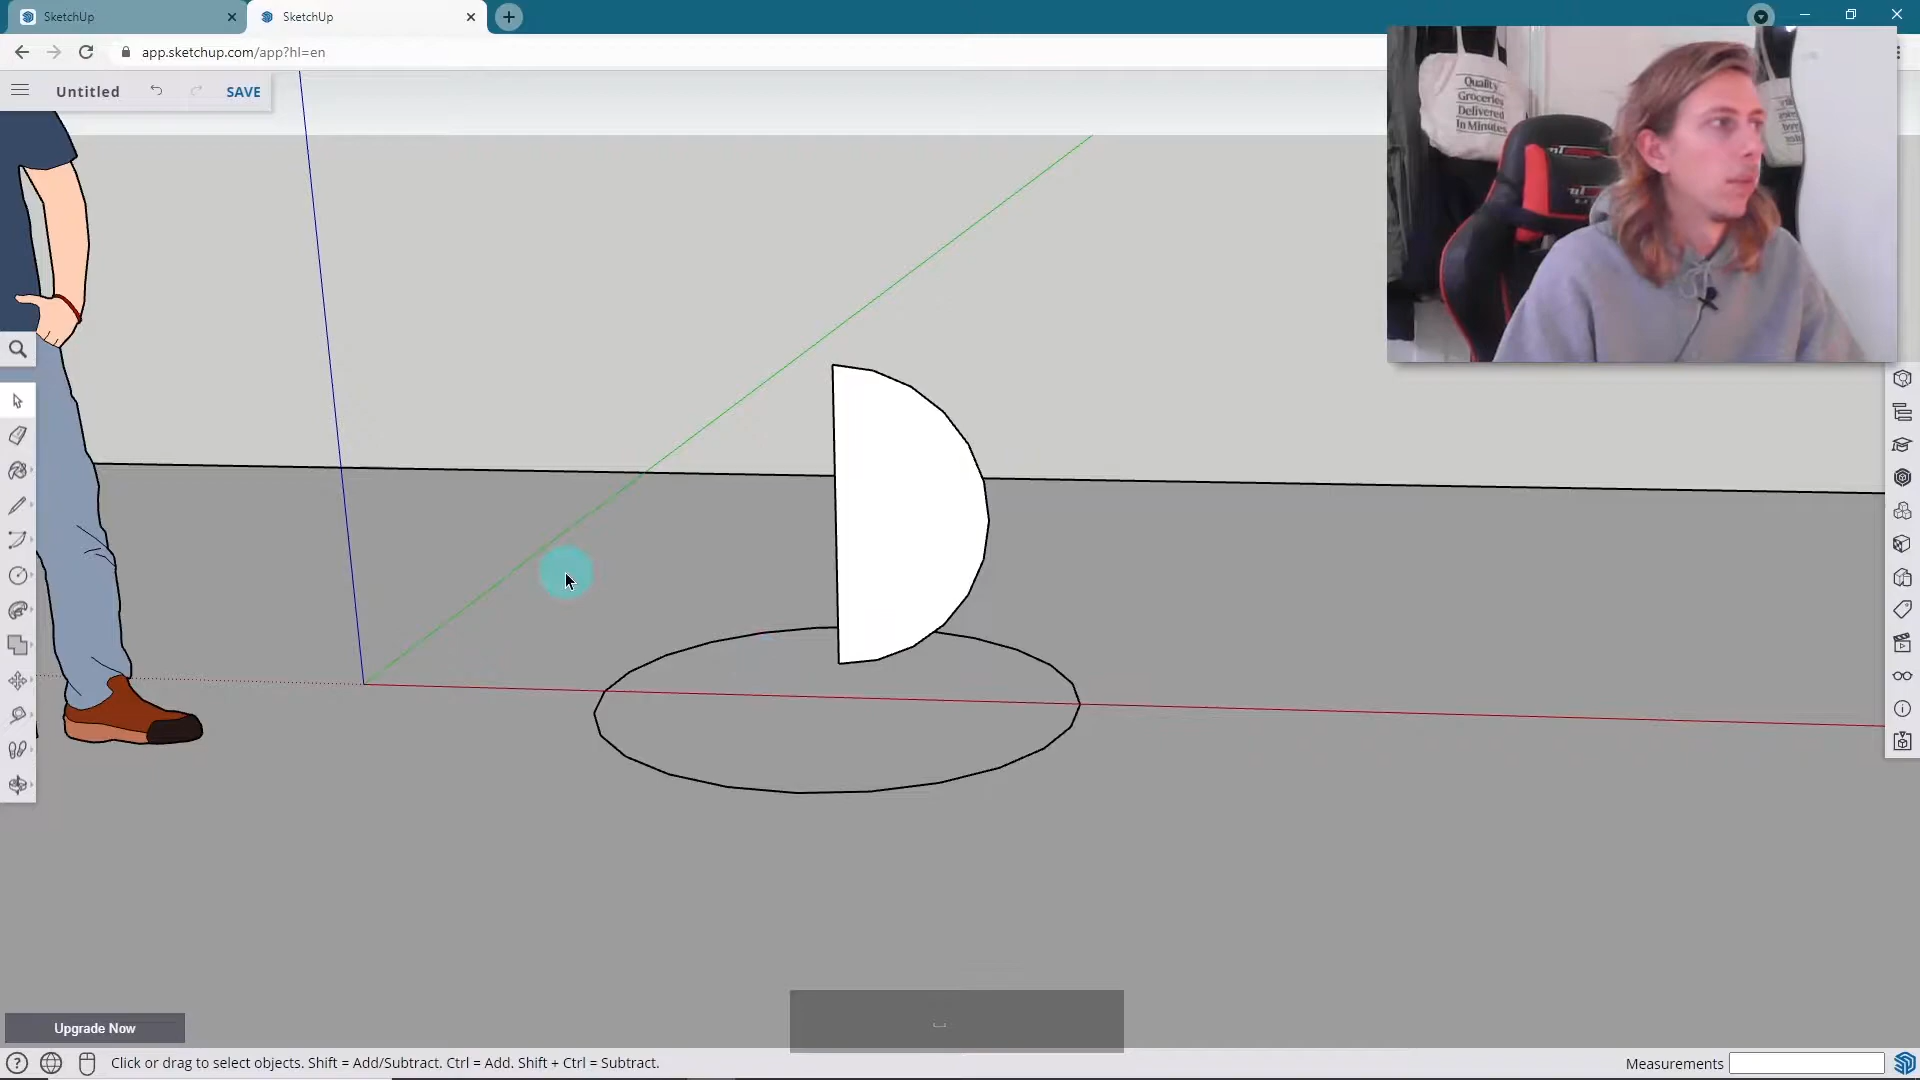 SketchUp
SketchUp
app.sketchup.com/app?hl=en
Untitled
SAVE
Quality
Groceries
Delivered
In Minutes
Upgrade Now
Click or drag to select objects. Shift = Add/Subtract. Ctrl = Add. Shift + Ctrl = Subtract.
Measurements